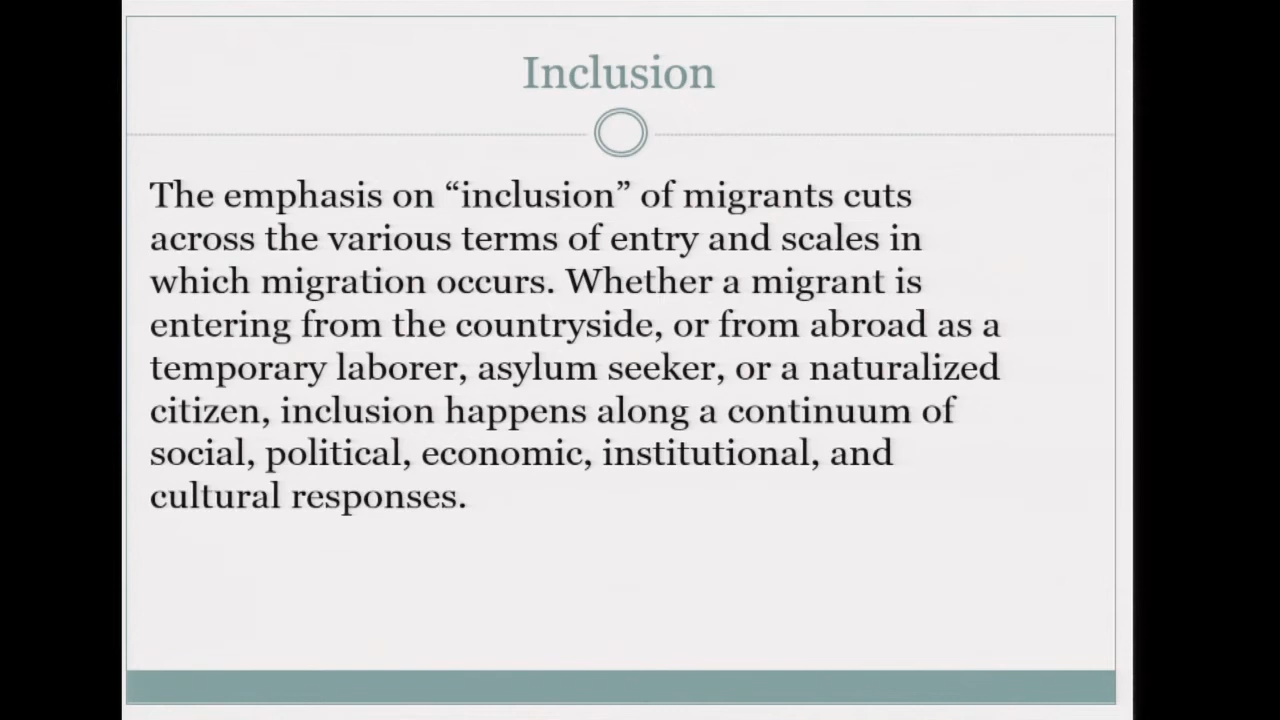 Inclusion
The emphasis on “inclusion” of migrants cuts
across the various terms of entry and scales in
which migration occurs. Whether a migrant is
entering from the countryside, or from abroad as a
temporary laborer, asylum seeker, or a naturalized
citizen, inclusion happens along a continuum of
social, political, economic, institutional, and
cultural responses.